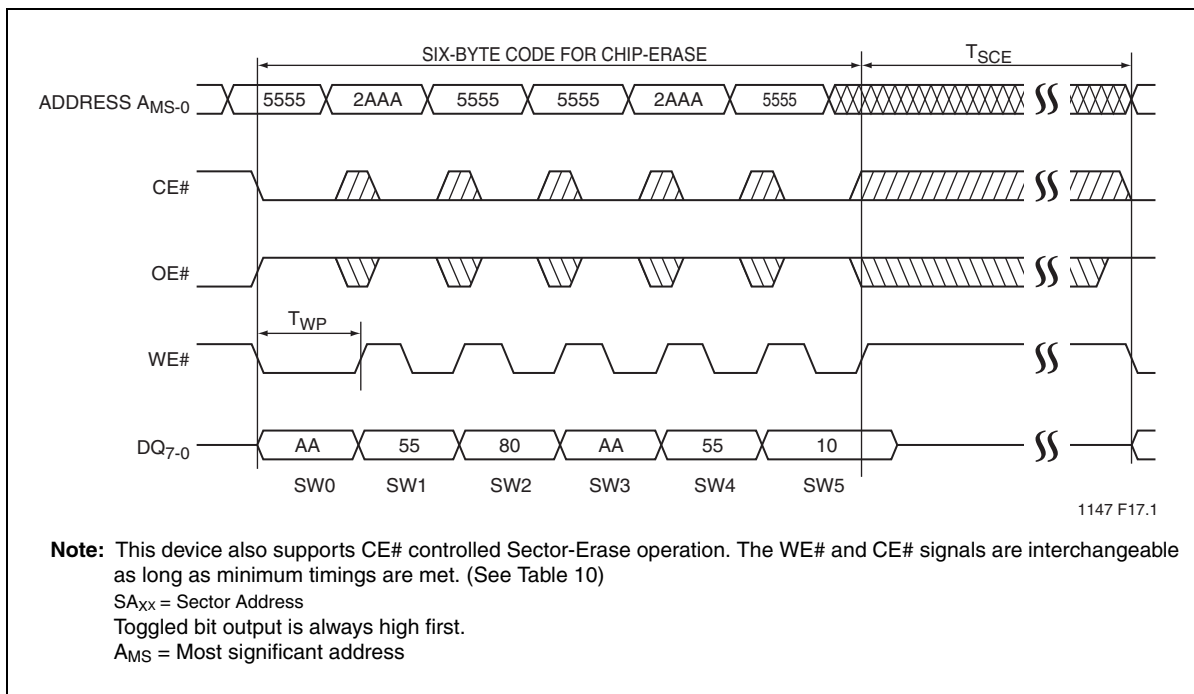 SIX-BYTE CODE FOR CHIP-ERASE TSCE
ADDRESS AMS-0 5555 2AAA 5555 5555 2AAA 5555
CE#
OE#
TWP
WE#
DQ7-0 AA 55 80 AA 55 10
SW0 SW1 SW2 SW3 SW4 SW5
1147 F17.1
Note: This device also supports CE# controlled Sector-Erase operation. The WE# and CE# signals are interchangeable
as long as minimum timings are met. (See Table 10)
SAXX = Sector Address
Toggled bit output is always high first.
AMS = Most significant address